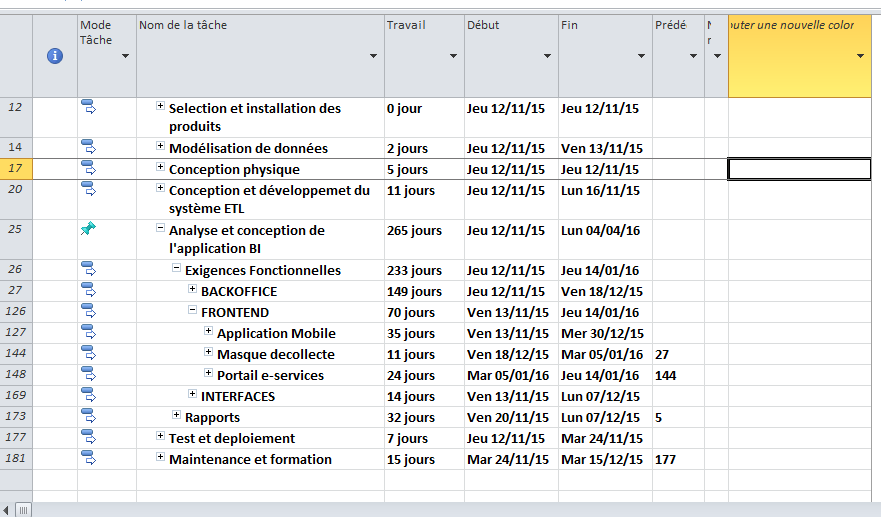 Mode Tâche Nom de la tâche Travail Début Fin Prédé N r outer une nouvelle color
12 Selection et installation des produits 0 jour Jeu 12/11/15 Jeu 12/11/15
14 Modélisation de données 2 jours Jeu 12/11/15 Ven 13/11/15
17 Conception physique 5 jours Jeu 12/11/15 Jeu 12/11/15
20 Conception et développemet du système ETL 11 jours Jeu 12/11/15 Lun 16/11/15
25 Analyse et conception de l'application BI 265 jours Jeu 12/11/15 Lun 04/04/16
26 Exigences Fonctionnelles 233 jours Jeu 12/11/15 Jeu 14/01/16
27 BACKOFFICE 149 jours Jeu 12/11/15 Ven 18/12/15
126 FRONTEND 70 jours Ven 13/11/15 Jeu 14/01/16
127 Application Mobile 35 jours Ven 13/11/15 Mer 30/12/15
144 Masque decollecte 11 jours Ven 18/12/15 Mar 05/01/16 27
148 Portail e-services 24 jours Mar 05/01/16 Jeu 14/01/16 144
169 INTERFACES 14 jours Ven 13/11/15 Lun 07/12/15
173 Rapports 32 jours Ven 20/11/15 Lun 07/12/15 5
177 Test et deploiement 7 jours Jeu 12/11/15 Mar 24/11/15
181 Maintenance et formation 15 jours Mar 24/11/15 Mar 15/12/15 177